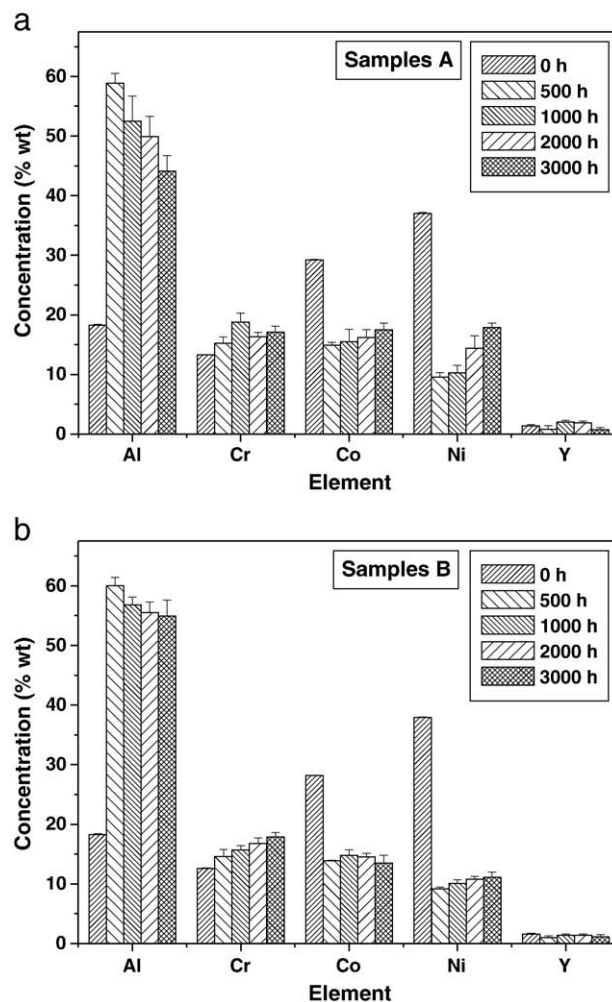 a
Samples A
0 h
500 h
1000 h
2000 h
3000 h
Concentration (% wt)
60
50
40
30
20
10
0
Al Cr Co Ni Y
Element
b
Samples B
0 h
500 h
1000 h
2000 h
3000 h
Concentration (% wt)
60
50
40
30
20
10
0
Al Cr Co Ni Y
Element